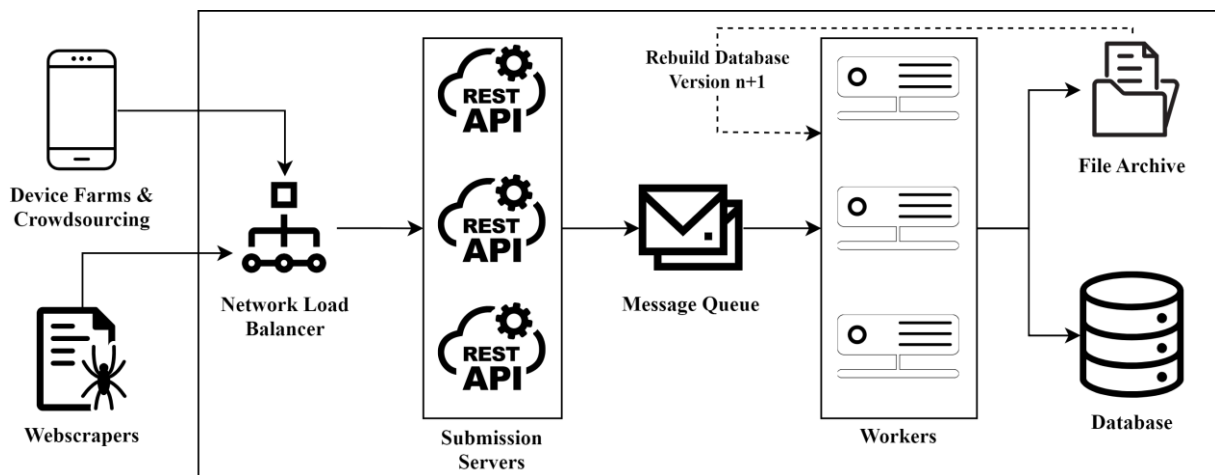 Device Farms &
Crowdsourcing
Webscrapers
Network Load
Balancer
REST
API
REST
API
REST
API
Submission
Servers
Message Queue
Rebuild Database
Version n+1
Workers
File Archive
Database